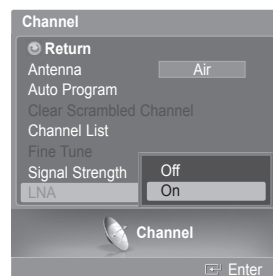 Channel
Return
Antenna Air
Auto Program
Clear Scrambled Channel
Channel List
Fine Tune
Signal Strength Off
LNA On
Channel
Enter